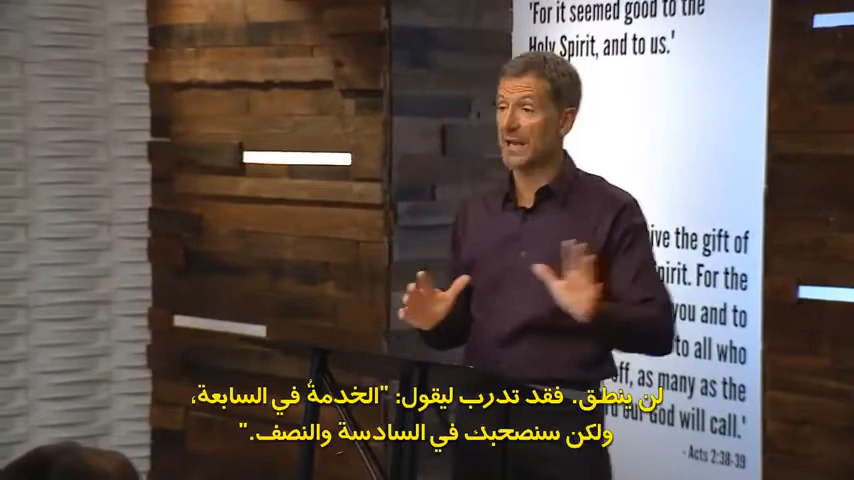 'For it seemed good to the
Holy Spirit, and to us.'
the gift of
For the
you and to
to all who
off, as many as the
our God will call.'
- Acts 2:38-39
لن ينطق. فقد تدرب ليقول: "الخدمةُ في السابعة،
ولكن سنصحبك في السادسة والنصف."